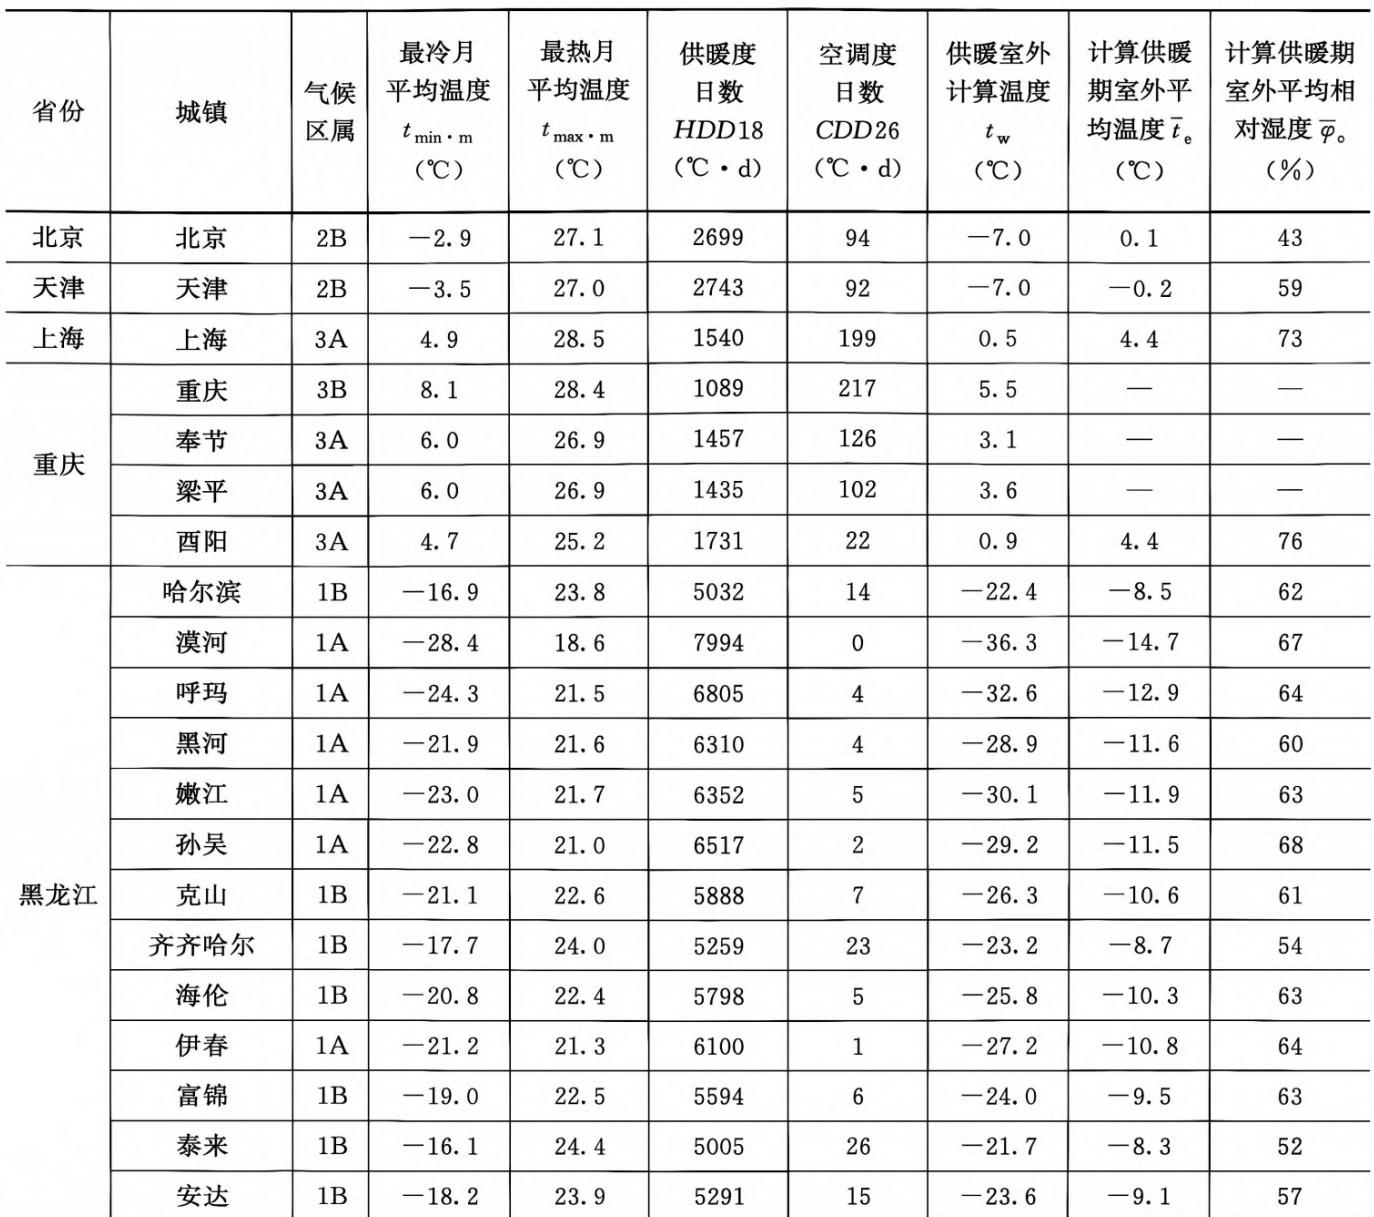 省份 城镇 气候区属 最冷月平均温度 t min·m (℃) 最热月平均温度 t max·m (℃) 供暖度日数 HDD18 (℃·d) 空调度日数 CDD26 (℃·d) 供暖室外计算温度 t w (℃) 计算供暖期室外平均温度 t̅ e (℃) 计算供暖期室外平均相对湿度 φ̅。 (%)
北京 北京 2B −2.9 27.1 2699 94 −7.0 0.1 43
天津 天津 2B −3.5 27.0 2743 92 −7.0 −0.2 59
上海 上海 3A 4.9 28.5 1540 199 0.5 4.4 73
重庆 重庆 3B 8.1 28.4 1089 217 5.5 — —
奉节 3A 6.0 26.9 1457 126 3.1 — —
梁平 3A 6.0 26.9 1435 102 3.6 — —
酉阳 3A 4.7 25.2 1731 22 0.9 4.4 76
黑龙江 哈尔滨 1B −16.9 23.8 5032 14 −22.4 −8.5 62
漠河 1A −28.4 18.6 7994 0 −36.3 −14.7 67
呼玛 1A −24.3 21.5 6805 4 −32.6 −12.9 64
黑河 1A −21.9 21.6 6310 4 −28.9 −11.6 60
嫩江 1A −23.0 21.7 6352 5 −30.1 −11.9 63
孙吴 1A −22.8 21.0 6517 2 −29.2 −11.5 68
克山 1B −21.1 22.6 5888 7 −26.3 −10.6 61
齐齐哈尔 1B −17.7 24.0 5259 23 −23.2 −8.7 54
海伦 1B −20.8 22.4 5798 5 −25.8 −10.3 63
伊春 1A −21.2 21.3 6100 1 −27.2 −10.8 64
富锦 1B −19.0 22.5 5594 6 −24.0 −9.5 63
泰来 1B −16.1 24.4 5005 26 −21.7 −8.3 52
安达 1B −18.2 23.9 5291 15 −23.6 −9.1 57